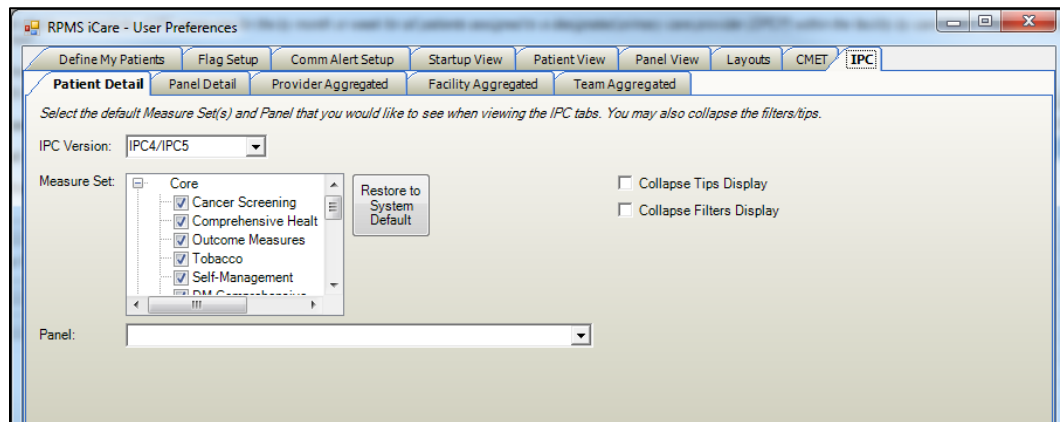 RPMS iCare - User Preferences
Define My Patients Flag Setup Comm Alert Setup Startup View Patient View Panel View Layouts CMET IPC
Patient Detail Panel Detail Provider Aggregated Facility Aggregated Team Aggregated
Select the default Measure Set(s) and Panel that you would like to see when viewing the IPC tabs. You may also collapse the filters/tips.
IPC Version: IPC4/IPC5
Measure Set:
Core
Cancer Screening
Comprehensive Healt
Outcome Measures
Tobacco
Self-Management
Restore to
System
Default
Collapse Tips Display
Collapse Filters Display
Panel: